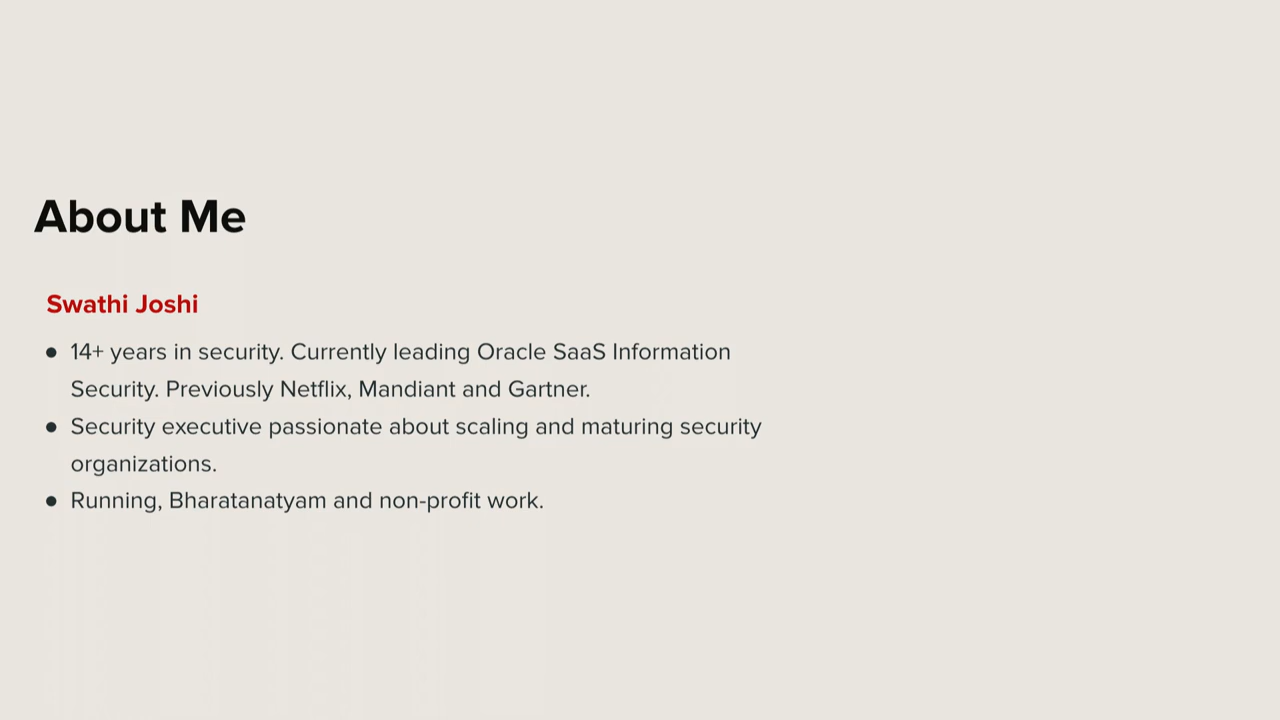 About Me
Swathi Joshi
● 14+ years in security. Currently leading Oracle SaaS Information
Security. Previously Netflix, Mandiant and Gartner.
● Security executive passionate about scaling and maturing security
organizations.
● Running, Bharatanatyam and non-profit work.